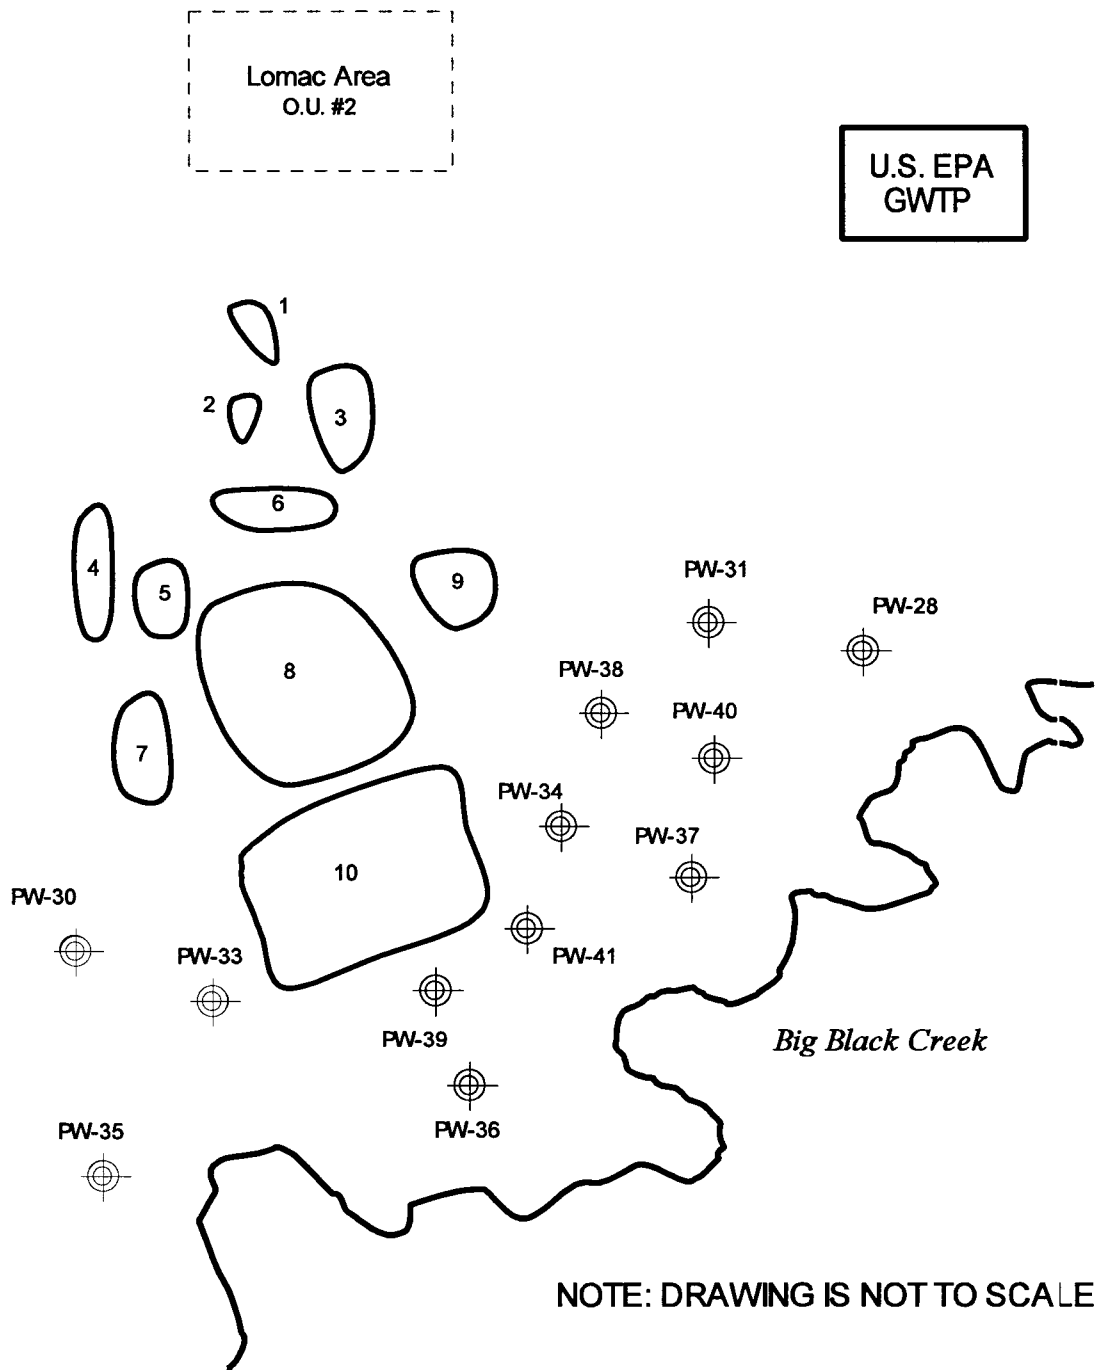 Lomac Area
O.U. #2
U.S. EPA
GWTP
1
2
3
6
4
5
9
PW-31
PW-28
8
PW-38
PW-40
7
PW-34
PW-37
10
PW-30
PW-33
PW-41
PW-39
Big Black Creek
PW-36
PW-35
NOTE: DRAWING IS NOT TO SCALE